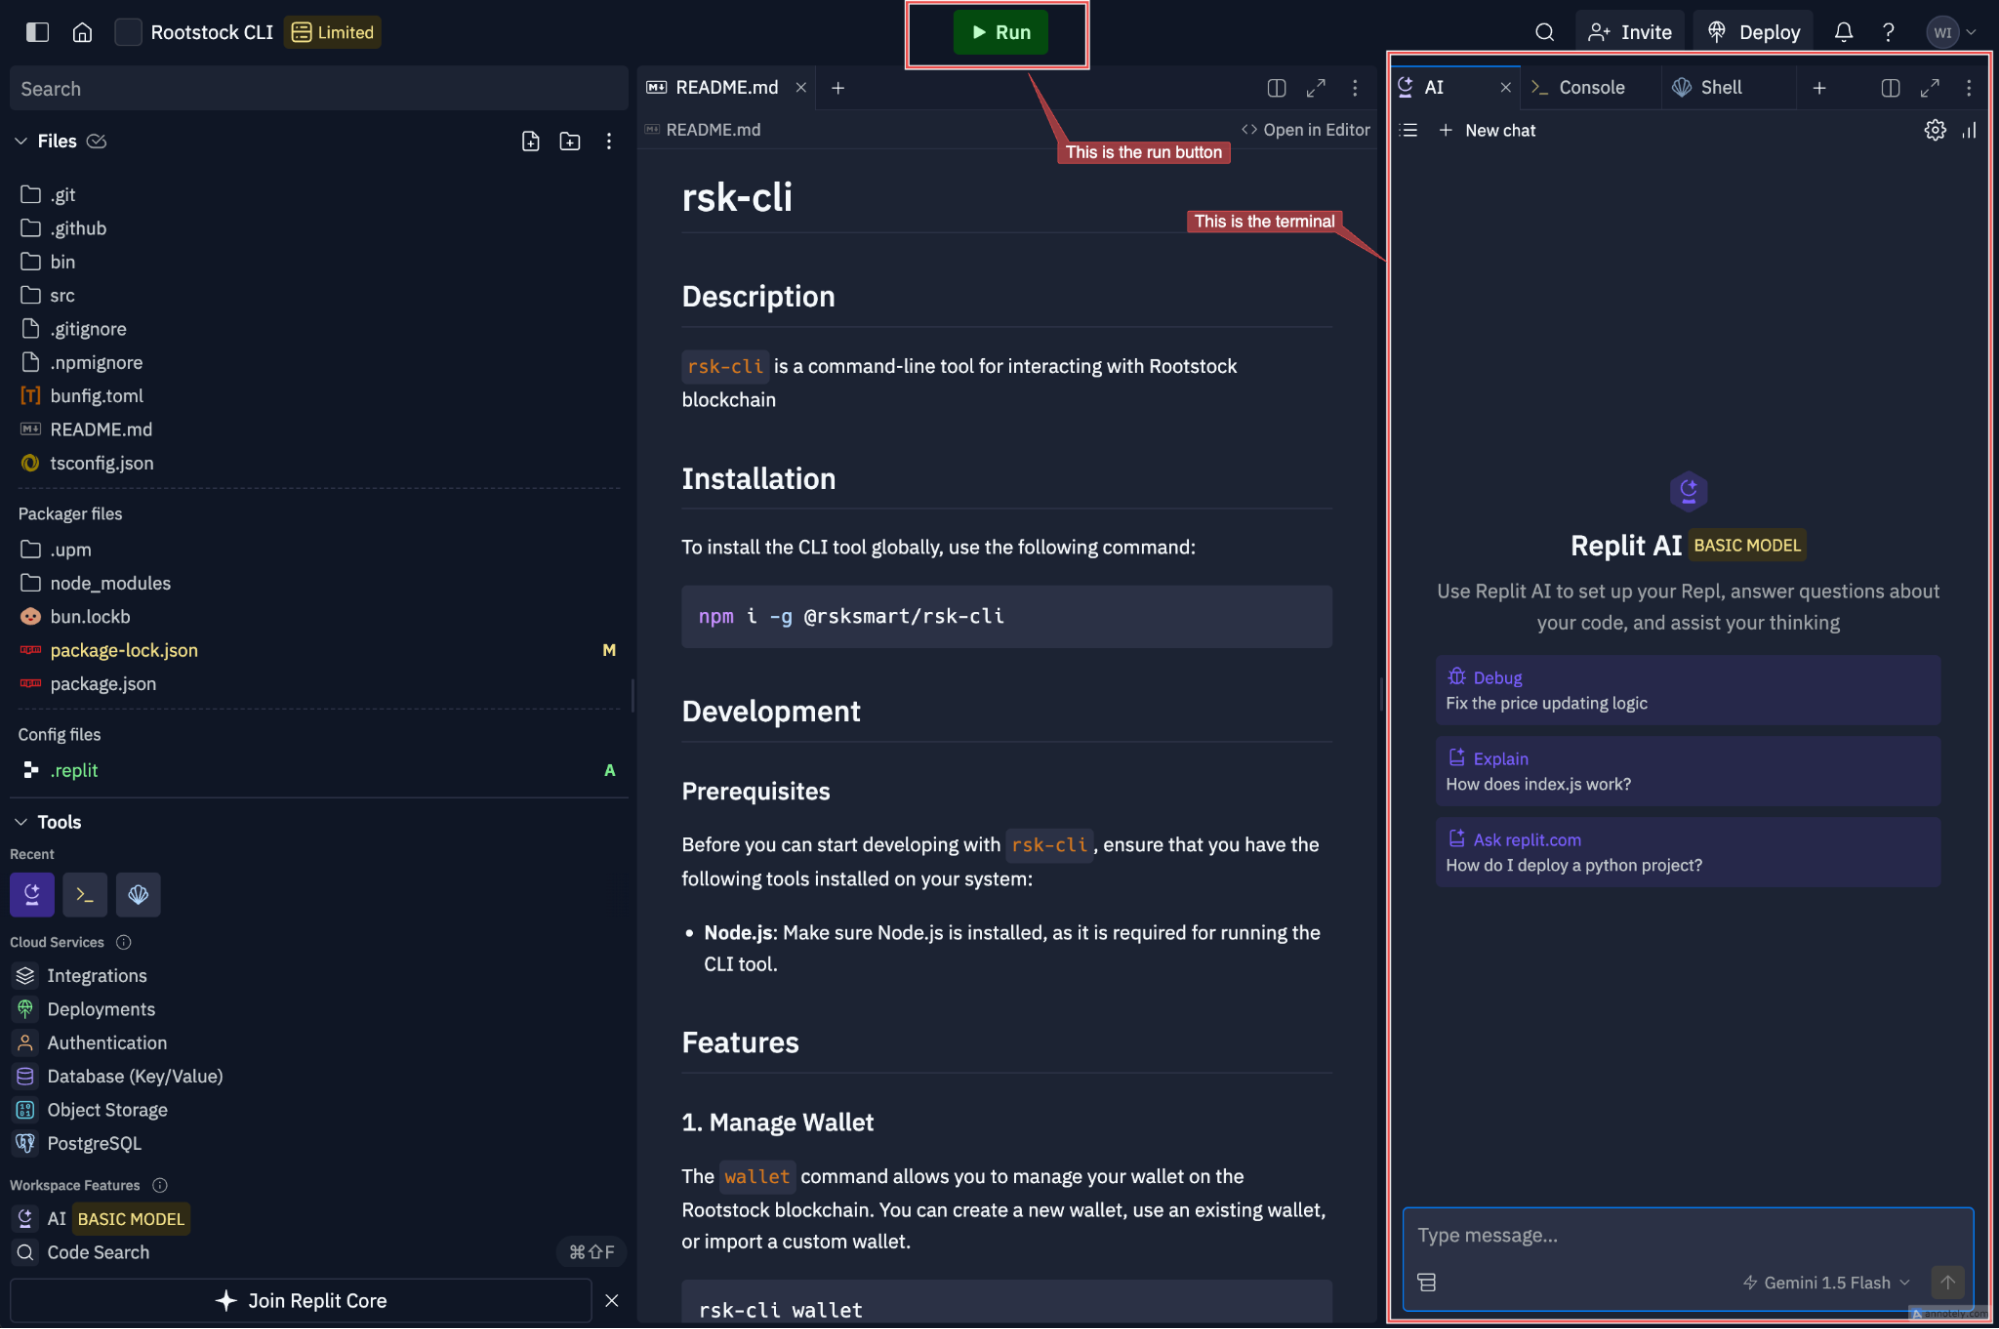 Rootstock CLI
Limited
Run
Invite
Deploy
?
WI
Search
Files
.git
.github
bin
src
.gitignore
.npmignore
[T] bunfig.toml
README.md
tsconfig.json
Packager files
.upm
node_modules
bun.lockb
package-lock.json M
package.json
Config files
.replit A
Tools
Recent
Cloud Services
Integrations
Deployments
Authentication
Database (Key/Value)
Object Storage
PostgreSQL
Workspace Features
AI BASIC MODEL
Code Search ⌘⇧F
Join Replit Core
README.md
README.md
Open in Editor
This is the run button
This is the terminal
rsk-cli
Description
rsk-cli is a command-line tool for interacting with Rootstock
blockchain
Installation
To install the CLI tool globally, use the following command:
npm i -g @rsksmart/rsk-cli
Development
Prerequisites
Before you can start developing with rsk-cli, ensure that you have the
following tools installed on your system:
• Node.js: Make sure Node.js is installed, as it is required for running the
CLI tool.
Features
1. Manage Wallet
The wallet command allows you to manage your wallet on the
Rootstock blockchain. You can create a new wallet, use an existing wallet,
or import a custom wallet.
rsk-cli wallet
AI
Console
Shell
New chat
Replit AI BASIC MODEL
Use Replit AI to set up your Repl, answer questions about
your code, and assist your thinking
Debug
Fix the price updating logic
Explain
How does index.js work?
Ask replit.com
How do I deploy a python project?
Type message...
Gemini 1.5 Flash
annotely.com